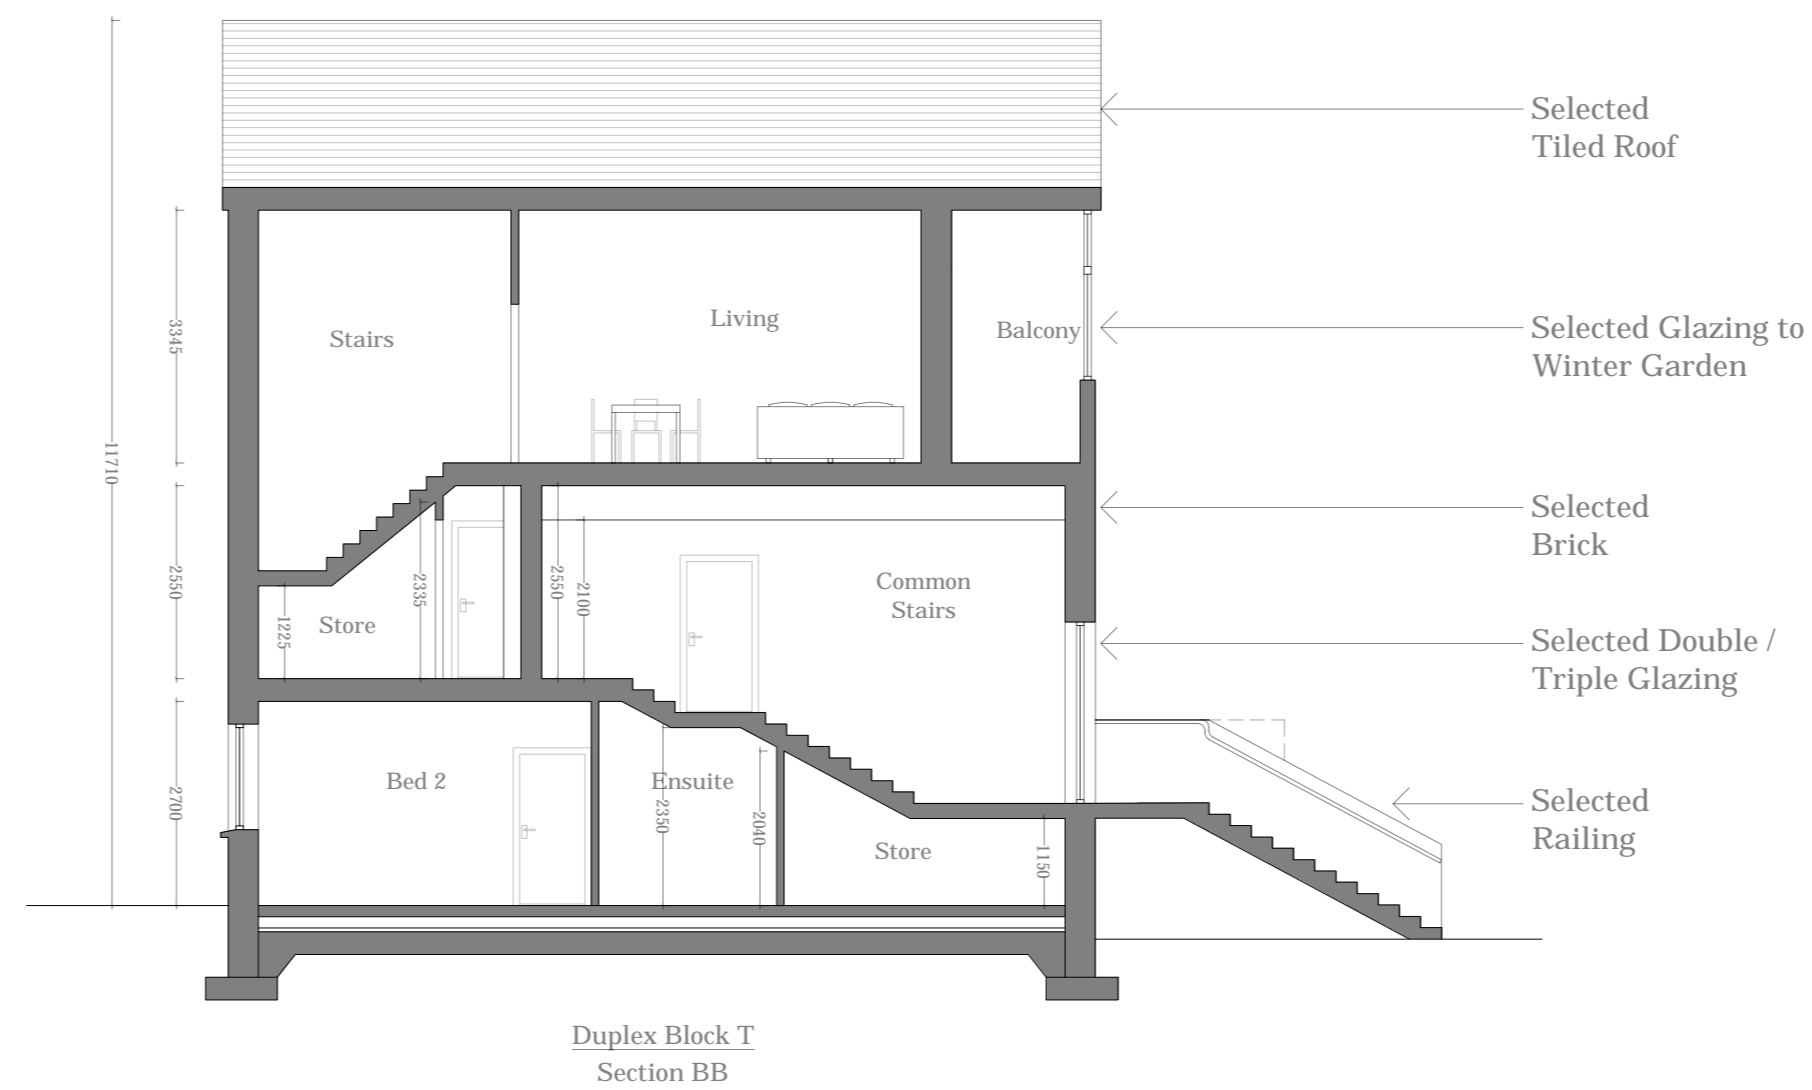 Selected
Tiled Roof
3345
Stairs
Living
Balcony
Selected Glazing to
Winter Garden
11710
Selected
Brick
2550
1225
Store
2335
2550
2100
Common
Stairs
Selected Double /
Triple Glazing
2700
Bed 2
Ensuite
2350
2040
Store
1150
Selected
Railing
Duplex Block T
Section BB